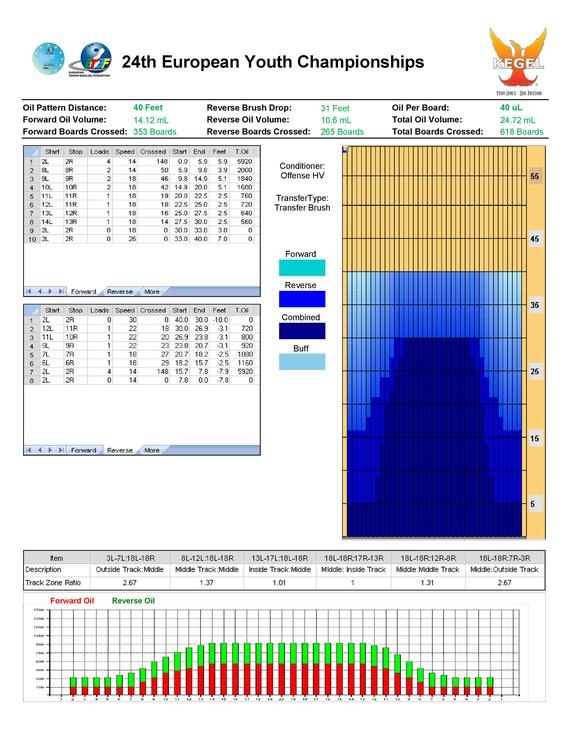 24th European Youth Championships
KEGEL
Oil Pattern Distance: 40 Feet Reverse Brush Drop: 31 Feet Oil Per Board: 40 uL
Forward Oil Volume: 14.12 mL Reverse Oil Volume: 10.6 mL Total Oil Volume: 24.72 mL
Forward Boards Crossed: 353 Boards Reverse Boards Crossed: 265 Boards Total Boards Crossed: 618 Boards
Start Stop Loads Speed Crossed Start End Feet T.Oil
1 2L 2R 4 14 148 0.0 5.9 5.9 5920
2 8L 8R 2 14 50 5.9 9.8 3.9 2000
3 9L 9R 2 18 46 9.8 14.9 5.1 1840
4 10L 10R 2 18 42 14.9 20.0 5.1 1680
5 11L 11R 1 18 19 20.0 22.5 2.5 760
6 12L 11R 1 18 18 22.5 25.0 2.5 720
7 13L 12R 1 18 16 25.0 27.5 2.5 640
8 14L 13R 1 18 14 27.5 30.0 2.5 560
9 2L 2R 0 18 0 30.0 33.0 3.0 0
10 2L 2R 0 26 0 33.0 40.0 7.0 0
Forward Reverse More
Start Stop Loads Speed Crossed Start End Feet T.Oil
1 2L 2R 0 30 0 40.0 30.0 -10.0 0
2 12L 11R 1 22 18 30.0 26.9 -3.1 720
3 11L 10R 1 22 20 26.9 23.8 -3.1 800
4 9L 9R 1 22 23 23.8 20.7 -3.1 920
5 7L 7R 1 18 27 20.7 18.2 -2.5 1080
6 6L 6R 1 18 29 18.2 15.7 -2.5 1160
7 2L 2R 4 14 148 15.7 7.8 -7.9 5920
8 2L 2R 0 14 0 7.8 0.0 -7.8 0
Forward Reverse More
Conditioner:
Offense HV
TransferType:
Transfer Brush
Forward
Reverse
Combined
Buff
55
45
35
25
15
5
Item 3L-7L:18L-18R 8L-12L:18L-18R 13L-17L:18L-18R 18L-18R:17R-13R 18L-18R:12R-8R 18L-18R:7R-3R
Description Outside Track:Middle Middle Track:Middle Inside Track:Middle Middle: Inside Track Middle:Middle Track Middle:Outside Track
Track Zone Ratio 2.67 1.37 1.01 1 1.31 2.67
Forward Oil Reverse Oil